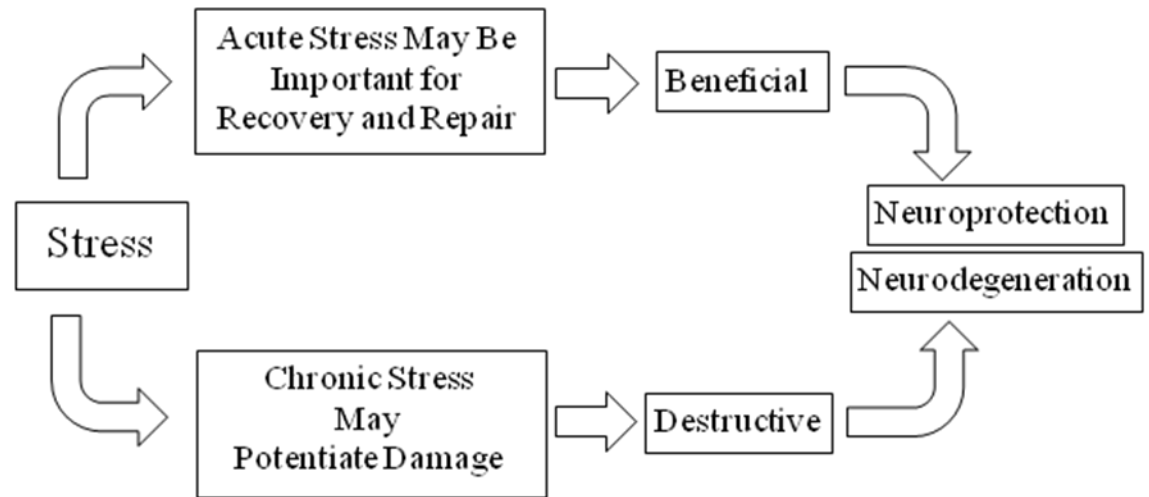 Acute Stress May Be
Important for
Recovery and Repair
Beneficial
Neuroprotection
Stress
Neurodegeneration
Chronic Stress
May
Potentiate Damage
Destructive